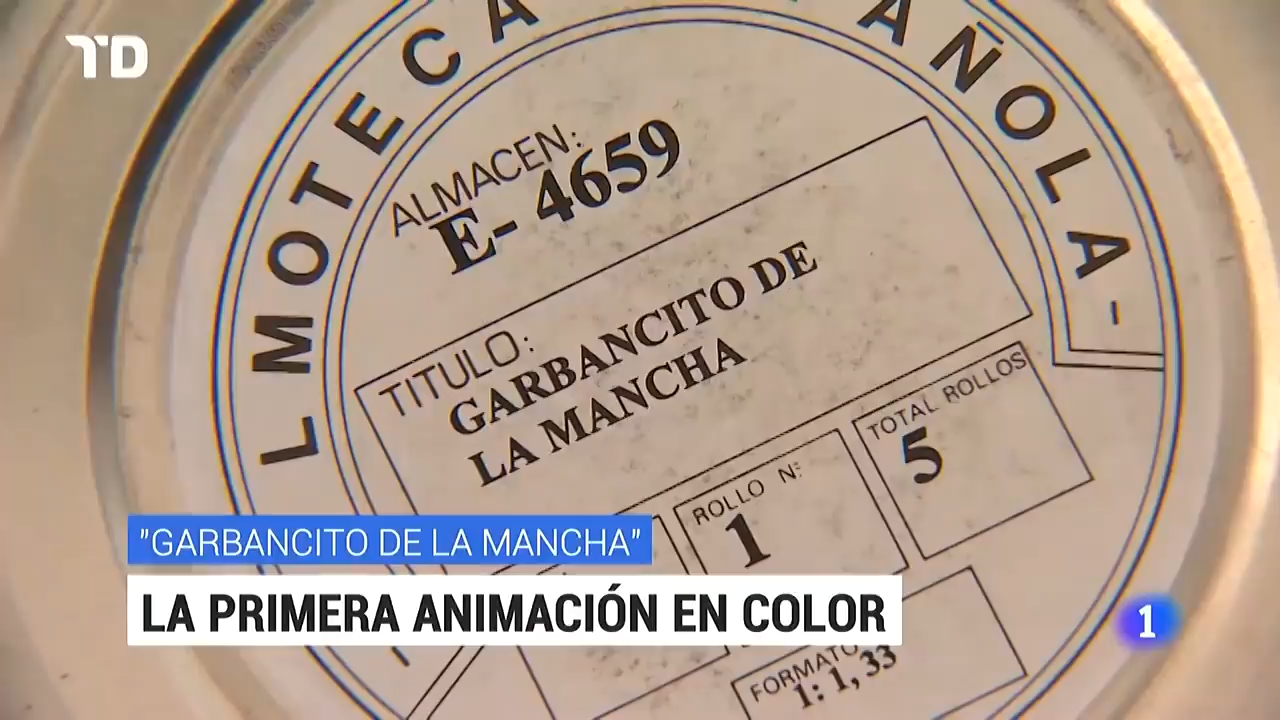 TD
LMOTECA
AÑOLA-
ALMACEN:
E- 4659
TITULO:
GARBANCITO DE
LA MANCHA
ROLLO Nº
1
TOTAL ROLLOS
5
"GARBANCITO DE LA MANCHA"
LA PRIMERA ANIMACIÓN EN COLOR
1
FORMATO
1: 1, 33